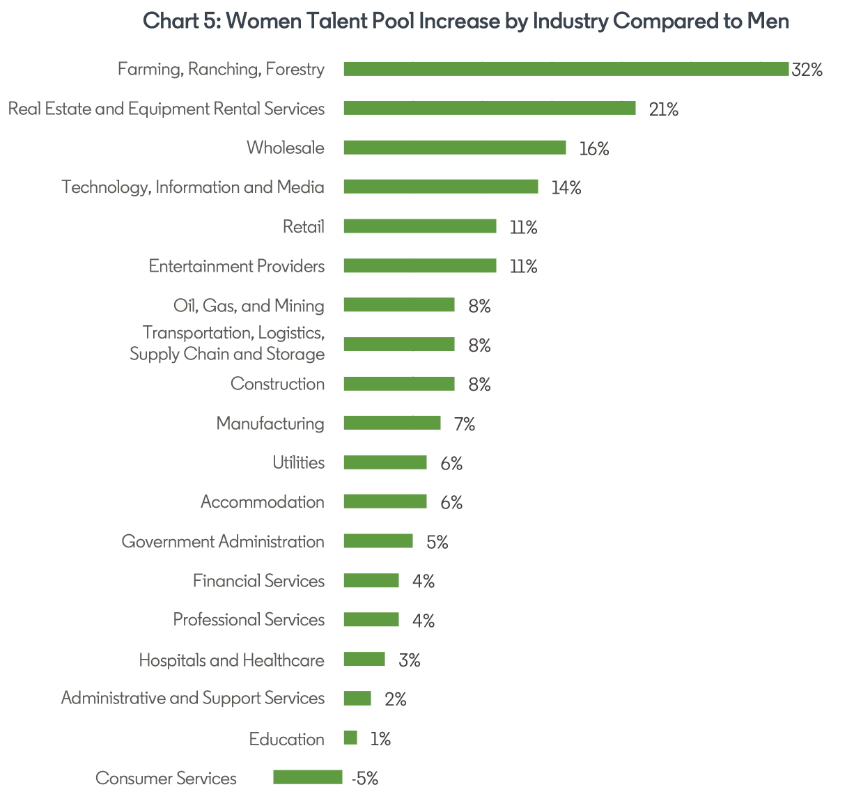 Chart 5: Women Talent Pool Increase by Industry Compared to Men
Farming, Ranching, Forestry 32%
Real Estate and Equipment Rental Services 21%
Wholesale 16%
Technology, Information and Media 14%
Retail 11%
Entertainment Providers 11%
Oil, Gas, and Mining 8%
Transportation, Logistics,
Supply Chain and Storage 8%
Construction 8%
Manufacturing 7%
Utilities 6%
Accommodation 6%
Government Administration 5%
Financial Services 4%
Professional Services 4%
Hospitals and Healthcare 3%
Administrative and Support Services 2%
Education 1%
Consumer Services -5%